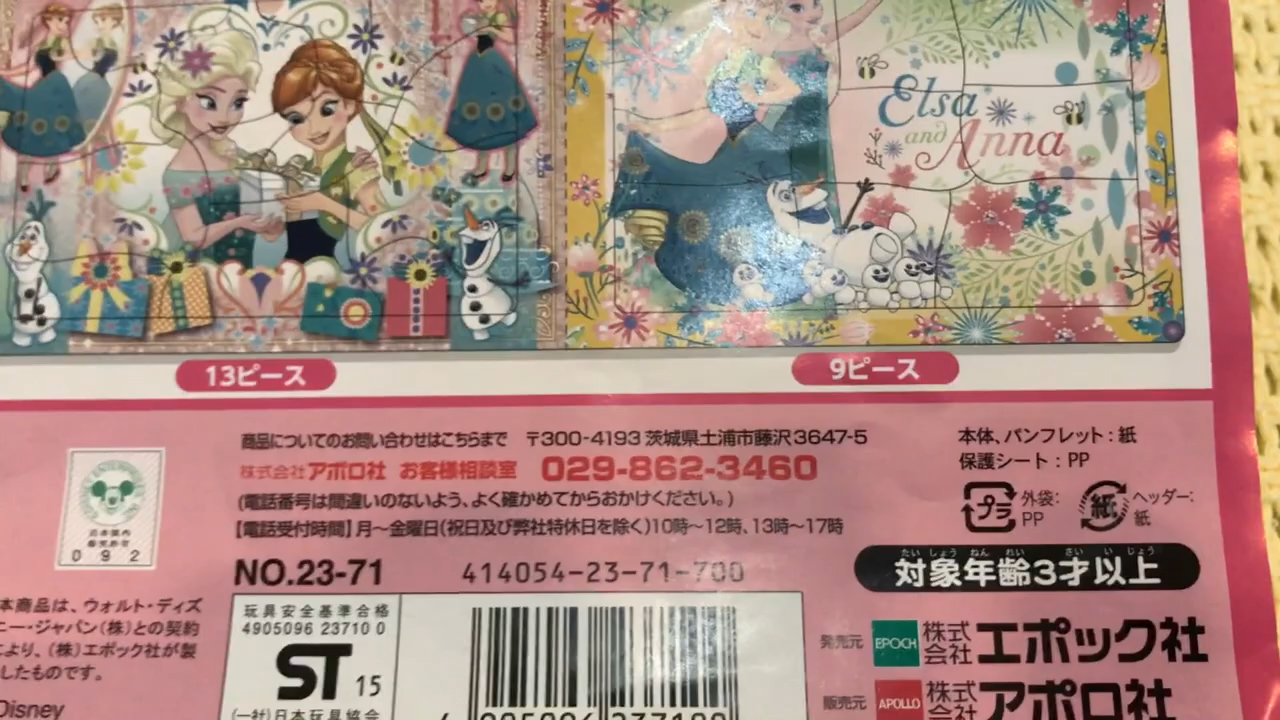 Elsa
and
Anna
13ピース
9ピース
商品についてのお問い合わせはこちらまで 〒300-4193 茨城県土浦市藤沢3647-5
株式会社アポロ社 お客様相談室 029-862-3460
(電話番号は間違いのないよう、よく確かめてからおかけください。)
【電話受付時間】月～金曜日(祝日及び弊社特休日を除く)10時～12時、13時～17時
本体、パンフレット:紙
保護シート:PP
プラ 外袋:
PP
紙 ヘッダー:
紙
たいしょうねんれい さいいじょう
対象年齢3才以上
092
NO.23-71 414054-23-71-700
本商品は、ウォルト・ディズ
ニー・ジャパン(株)との契約
により、(株)エポック社が製
したものです。
Disney
玩具安全基準合格
4905096 23710 0
ST 15
(一社)日本玩具協会
発売元 EPOCH 株式会社 エポック社
販売元 APOLLO 株式会社 アポロ社